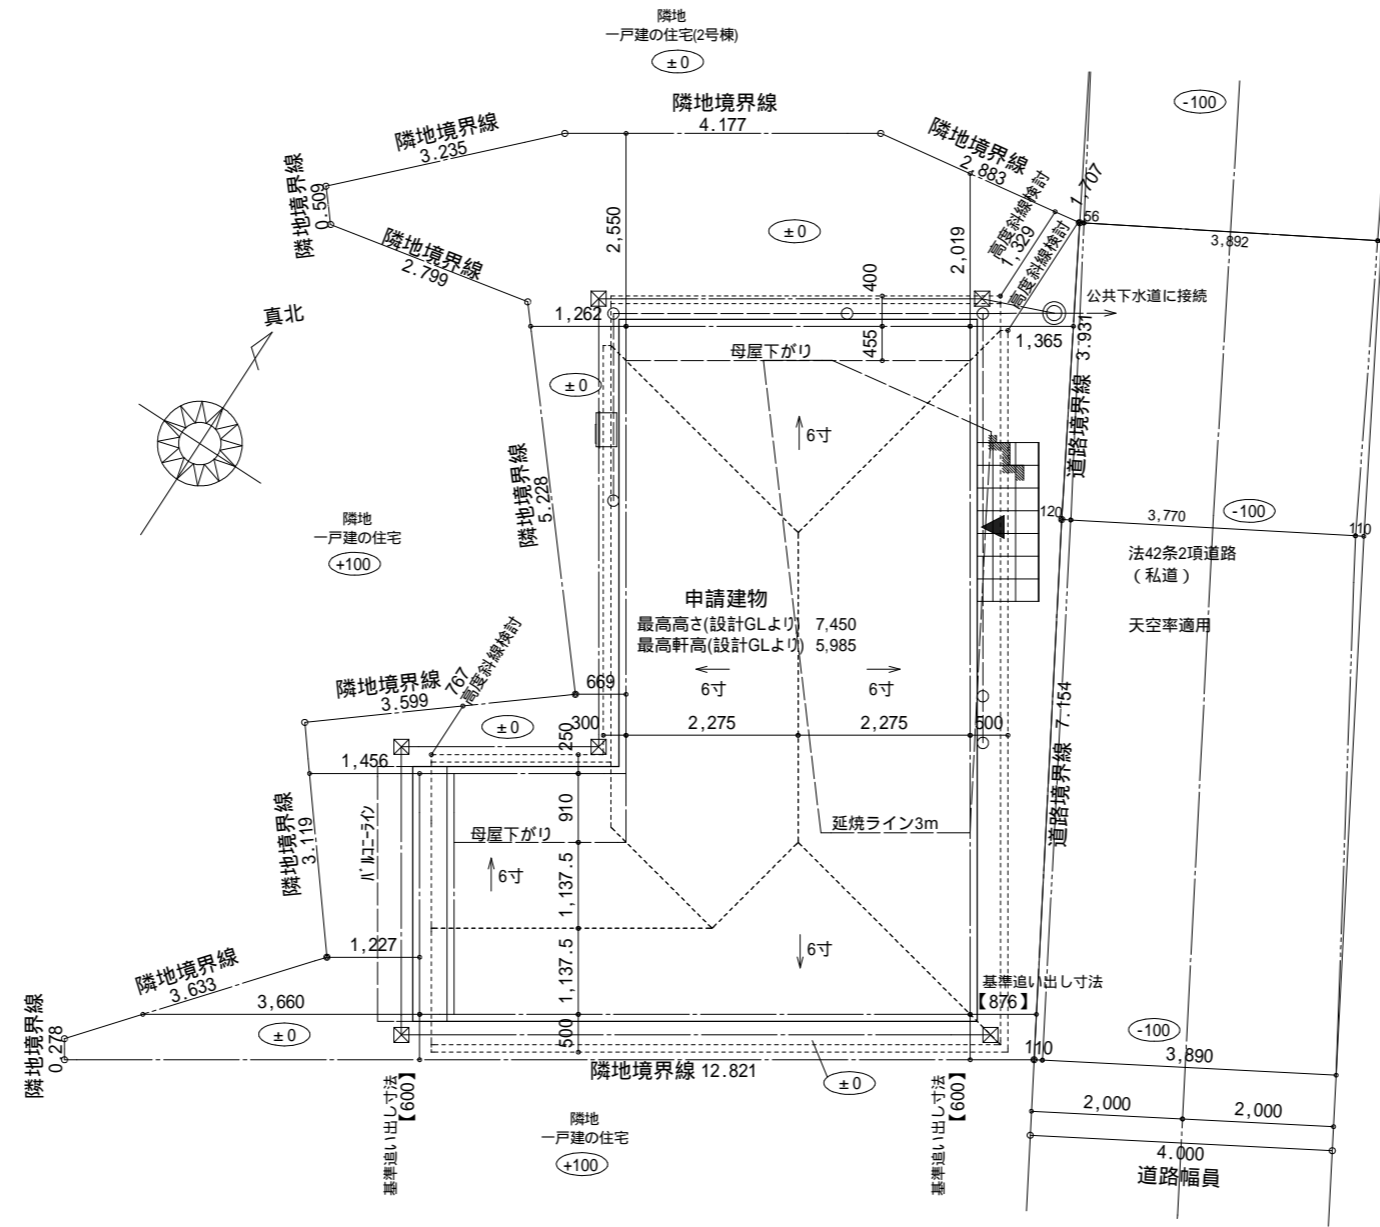 隣地
一戸建の住宅(2号棟)
±0
隣地境界線
4.177
-100
隣地境界線
3.235
隣地境界線
2.883
隣地境界線
0.509
隣地境界線
2.799
2,550
±0
2,019
高度斜線検討
1,329
1,707
高度斜線検討
56
3,892
400
455
公共下水道に接続
真北
1,262
母屋下がり
1,365
道路境界線 3.931
±0
6寸
隣地境界線
5.228
隣地
一戸建の住宅
+100
120
3,770
-100
110
法42条2項道路
(私道)
天空率適用
申請建物
最高高さ(設計GLより) 7,450
最高軒高(設計GLより) 5,985
6寸
6寸
767
高度斜線検討
隣地境界線
3.599
669
±0
250
300
2,275
2,275
500
道路境界線 7.154
1,456
隣地境界線
3.119
バルコニーライン
910
母屋下がり
延焼ライン3m
6寸
1,137.5
1,137.5
500
6寸
1,227
隣地境界線
3.633
3,660
基準追い出し寸法
【876】
隣地境界線
0.278
±0
-100
110
3,890
隣地境界線 12.821
±0
基準追い出し寸法
【600】
基準追い出し寸法
【600】
隣地
一戸建の住宅
+100
2,000
2,000
4.000
道路幅員